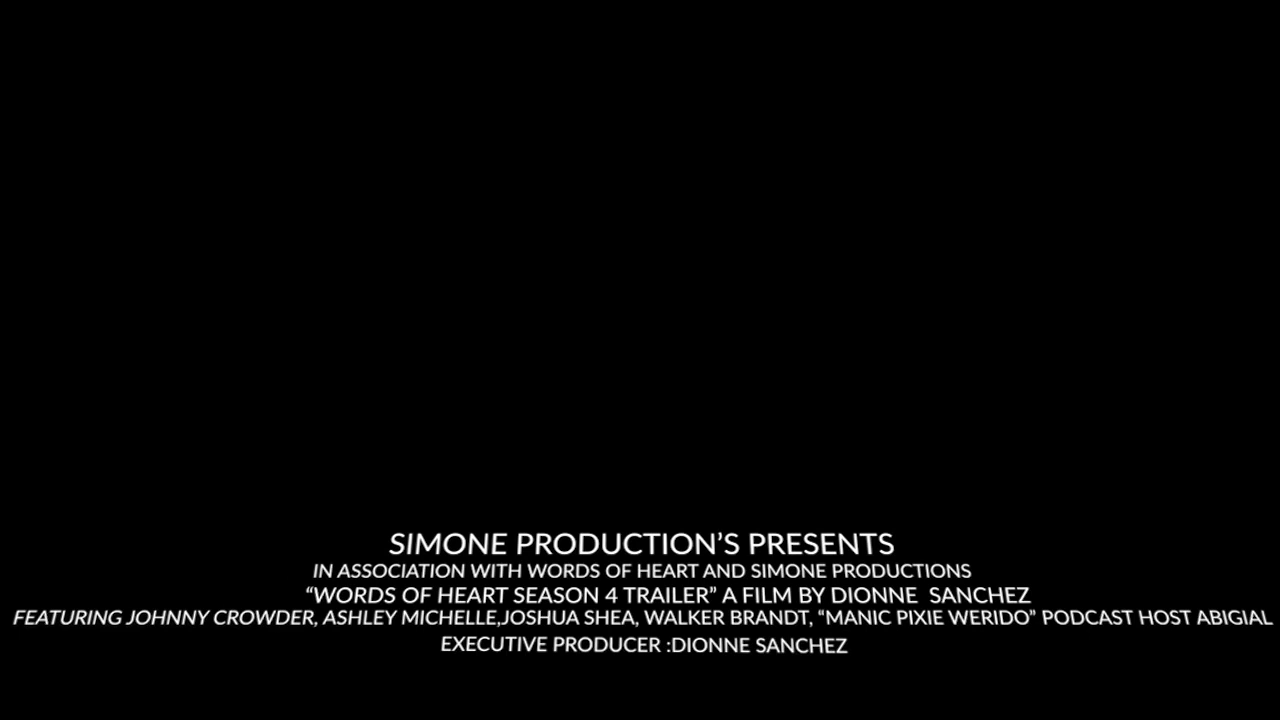 SIMONE PRODUCTION’S PRESENTS
IN ASSOCIATION WITH WORDS OF HEART AND SIMONE PRODUCTIONS
“WORDS OF HEART SEASON 4 TRAILER” A FILM BY DIONNE  SANCHEZ
FEATURING JOHNNY CROWDER, ASHLEY MICHELLE,JOSHUA SHEA, WALKER BRANDT, “MANIC PIXIE WERIDO” PODCAST HOST ABIGIAL
EXECUTIVE PRODUCER :DIONNE SANCHEZ